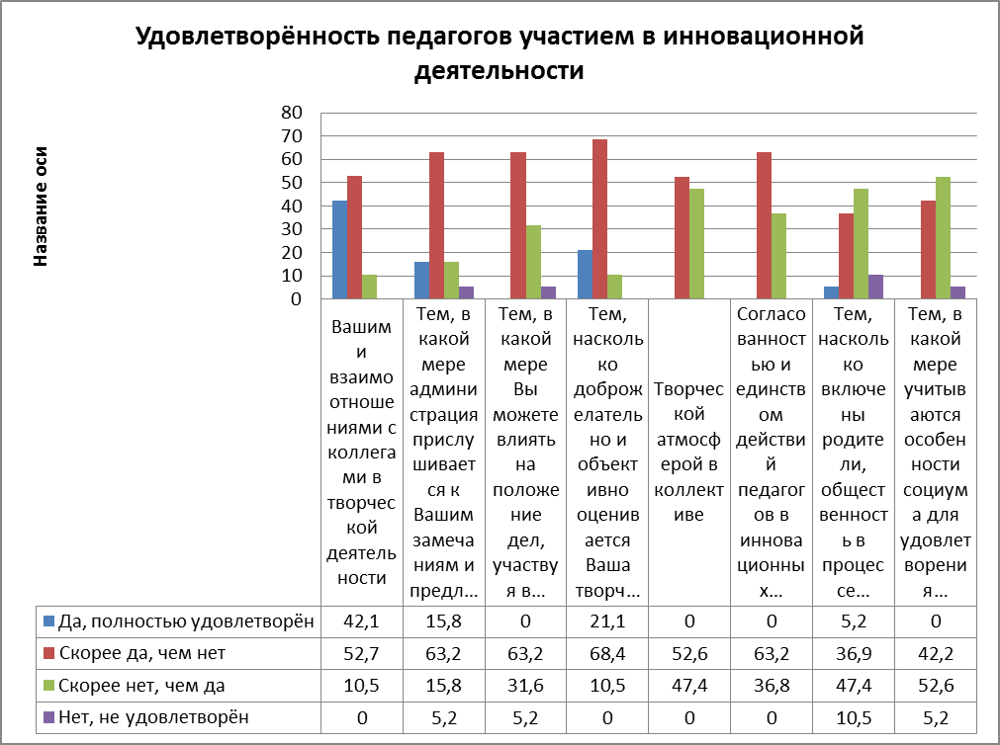 Удовлетворённость педагогов участием в инновационной
деятельности
Название оси
80
70
60
50
40
30
20
10
0
Вашим
и
взаимо
отноше
ниями с
коллега
ми в
творчес
кой
деятель
ности
Тем, в
какой
мере
админи
страция
прислу
шивает
ся к
Вашим
замеча
ниям и
предл...
Тем, в
какой
мере
Вы
можете
влиять
на
положе
ние
дел,
участву
я в...
Тем,
насколь
ко
доброж
елатель
но и
объект
ивно
оценив
ается
Ваша
творч...
Творчес
кой
атмосф
ерой в
коллект
иве
Согласо
ванност
ью и
единств
ом
действи
й
педагог
ов в
иннова
ционны
х...
Тем,
насколь
ко
включе
ны
родите
ли,
общест
венност
ь в
процес
се...
Тем, в
какой
мере
учитыв
аются
особен
ности
социум
а для
удовлет
ворени
я...
Да, полностью удовлетворён 42,1 15,8 0 21,1 0 0 5,2 0
Скорее да, чем нет 52,7 63,2 63,2 68,4 52,6 63,2 36,9 42,2
Скорее нет, чем да 10,5 15,8 31,6 10,5 47,4 36,8 47,4 52,6
Нет, не удовлетворён 0 5,2 5,2 0 0 0 10,5 5,2